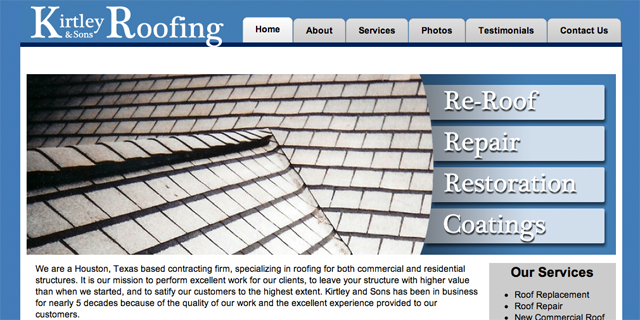 Kirtley
& Sons Roofing
Home
About
Services
Photos
Testimonials
Contact Us
Re-Roof
Repair
Restoration
Coatings
We are a Houston, Texas based contracting firm, specializing in roofing for both commercial and residential
structures. It is our mission to perform excellent work for our clients, to leave your structure with higher value
than when we started, and to satify our customers to the highest extent. Kirtley and Sons has been in business
for nearly 5 decades because of the quality of our work and the excellent experience provided to our
customers.
Our Services
Roof Replacement
Roof Repair
New Commercial Roof